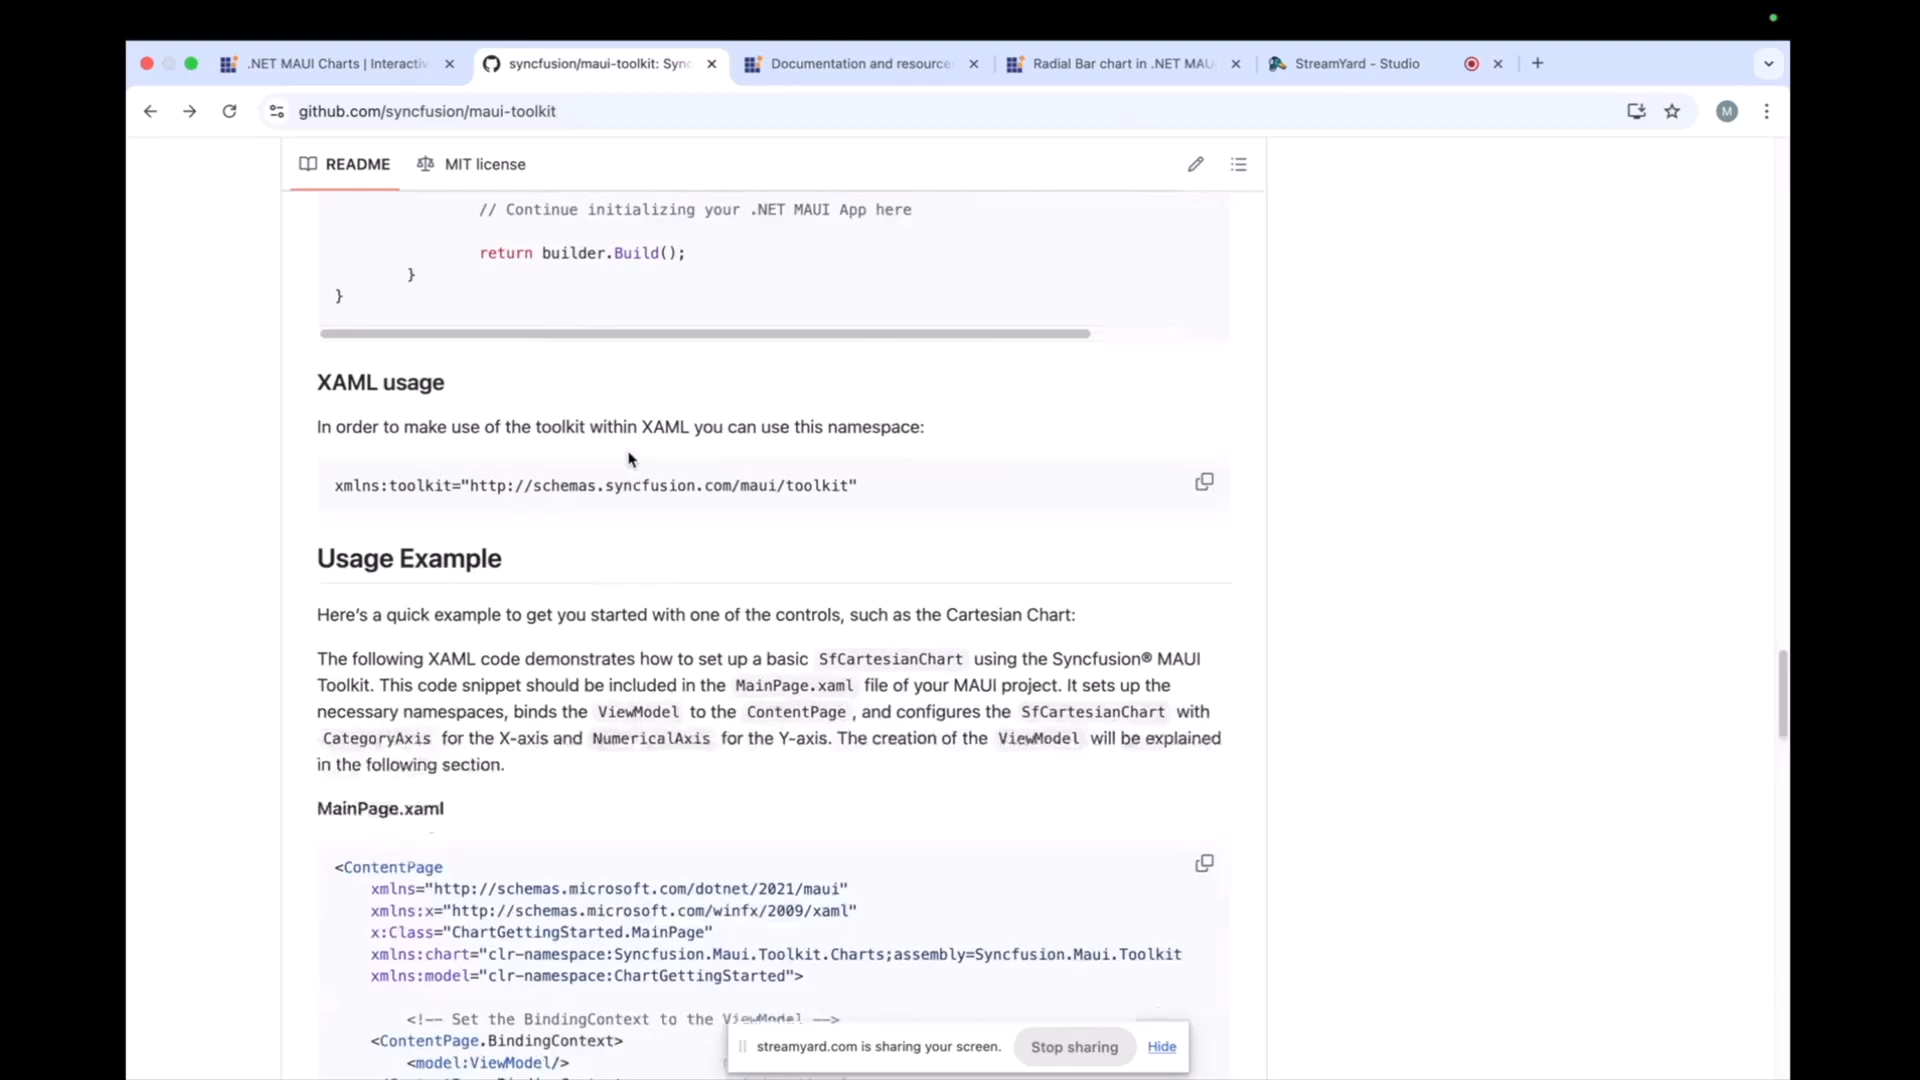 .NET MAUI Charts | Interactiv
syncfusion/maui-toolkit: Sync
Documentation and resource
Radial Bar chart in .NET MAU
StreamYard - Studio
github.com/syncfusion/maui-toolkit
M
README
MIT license
// Continue initializing your .NET MAUI App here
return builder.Build();
}
}
XAML usage
In order to make use of the toolkit within XAML you can use this namespace:
xmlns:toolkit="http://schemas.syncfusion.com/maui/toolkit"
Usage Example
Here's a quick example to get you started with one of the controls, such as the Cartesian Chart:
The following XAML code demonstrates how to set up a basic SfCartesianChart using the Syncfusion® MAUI
Toolkit. This code snippet should be included in the MainPage.xaml file of your MAUI project. It sets up the
necessary namespaces, binds the ViewModel to the ContentPage , and configures the SfCartesianChart with
CategoryAxis for the X-axis and NumericalAxis for the Y-axis. The creation of the ViewModel will be explained
in the following section.
MainPage.xaml
<ContentPage
xmlns="http://schemas.microsoft.com/dotnet/2021/maui"
xmlns:x="http://schemas.microsoft.com/winfx/2009/xaml"
x:Class="ChartGettingStarted.MainPage"
xmlns:chart="clr-namespace:Syncfusion.Maui.Toolkit.Charts;assembly=Syncfusion.Maui.Toolkit
xmlns:model="clr-namespace:ChartGettingStarted">
<!-- Set the BindingContext to the ViewModel -->
<ContentPage.BindingContext>
<model:ViewModel/>
streamyard.com is sharing your screen.
Stop sharing
Hide